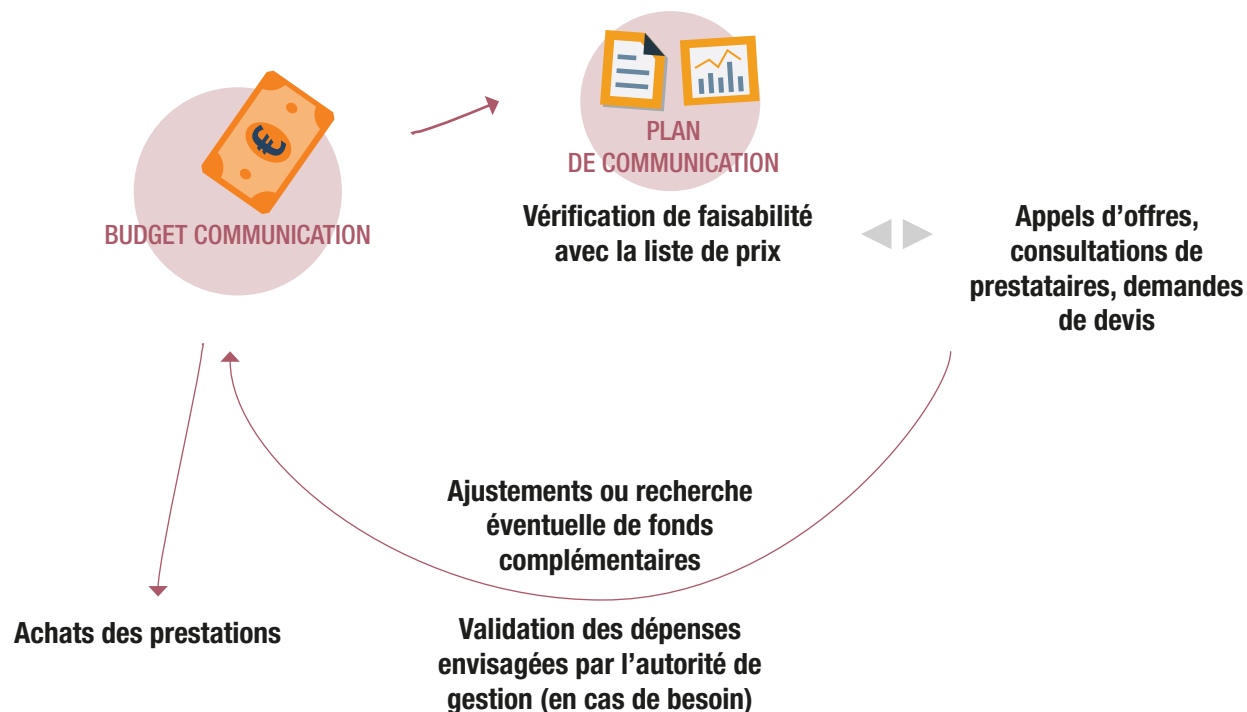 BUDGET COMMUNICATION
PLAN
DE COMMUNICATION
Vérification de faisabilité
avec la liste de prix
Appels d’offres,
consultations de
prestataires, demandes
de devis
Ajustements ou recherche
éventuelle de fonds
complémentaires
Validation des dépenses
envisagées par l’autorité de
gestion (en cas de besoin)
Achats des prestations